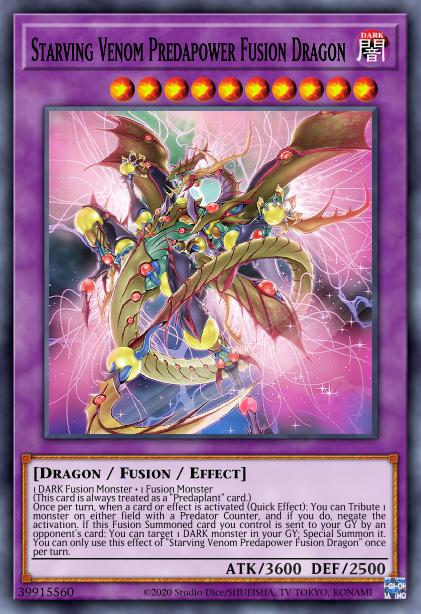 STARVING VENOM PREDAPOWER FUSION DRAGON
DARK
闇
[DRAGON / FUSION / EFFECT]
1 DARK Fusion Monster + 1 Fusion Monster
(This card is always treated as a "Predaplant" card.)
Once per turn, when a card or effect is activated (Quick Effect): You can Tribute 1
monster on either field with a Predator Counter, and if you do, negate the
activation. If this Fusion Summoned card you control is sent to your GY by an
opponent's card: You can target 1 DARK monster in your GY; Special Summon it.
You can only use this effect of "Starving Venom Predapower Fusion Dragon" once
per turn.
ATK/3600 DEF/2500
39915560
©2020 Studio Dice/SHUEISHA, TV TOKYO, KONAMI